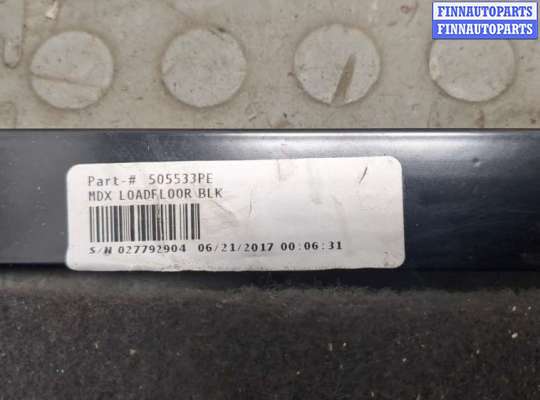 FINNAUTOPARTS
FINNAUTOPARTS
Part-# 505533PE
MDX LOADFLOOR BLK
S/N 027792904 06/21/2017 00:06:31